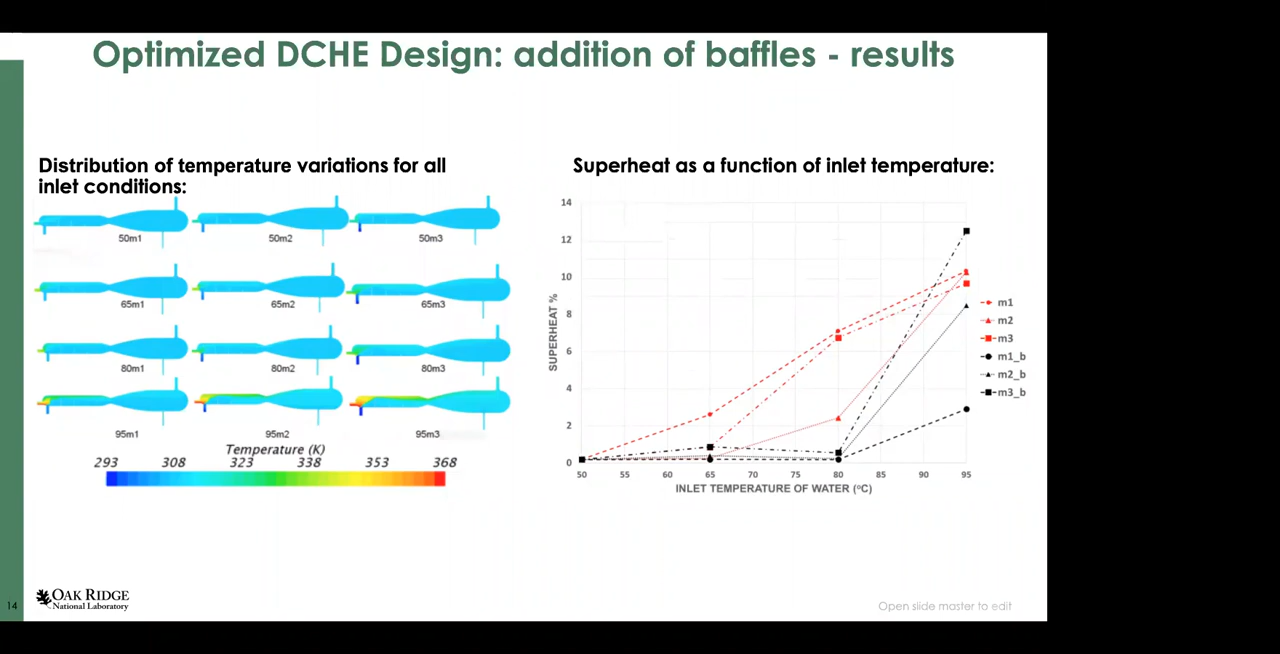 Optimized DCHE Design: addition of baffles - results
Distribution of temperature variations for all
inlet conditions:
50m1 50m2 50m3
65m1 65m2 65m3
80m1 80m2 80m3
95m1 95m2 95m3
Temperature (K)
293 308 323 338 353 368
Superheat as a function of inlet temperature:
14
12
10
8
6
4
2
0
SUPERHEAT %
50 55 60 65 70 75 80 85 90 95
INLET TEMPERATURE OF WATER (ºC)
m1
m2
m3
m1_b
m2_b
m3_b
14
OAK RIDGE
National Laboratory
Open slide master to edit